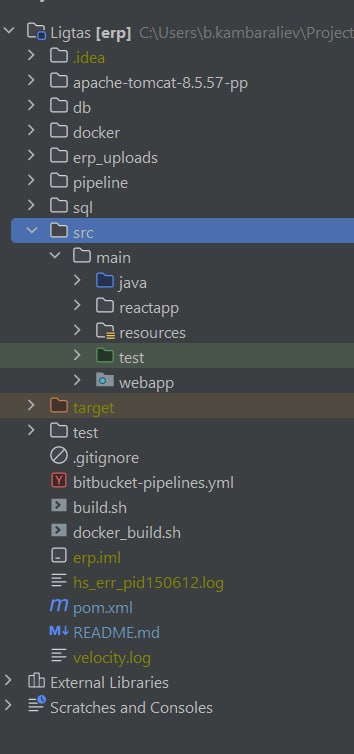 Ligtas [erp] C:\Users\b.kambaraliev\Project
.idea
apache-tomcat-8.5.57-pp
db
docker
erp_uploads
pipeline
sql
src
main
java
reactapp
resources
test
webapp
target
test
.gitignore
bitbucket-pipelines.yml
build.sh
docker_build.sh
erp.iml
hs_err_pid150612.log
pom.xml
README.md
velocity.log
External Libraries
Scratches and Consoles